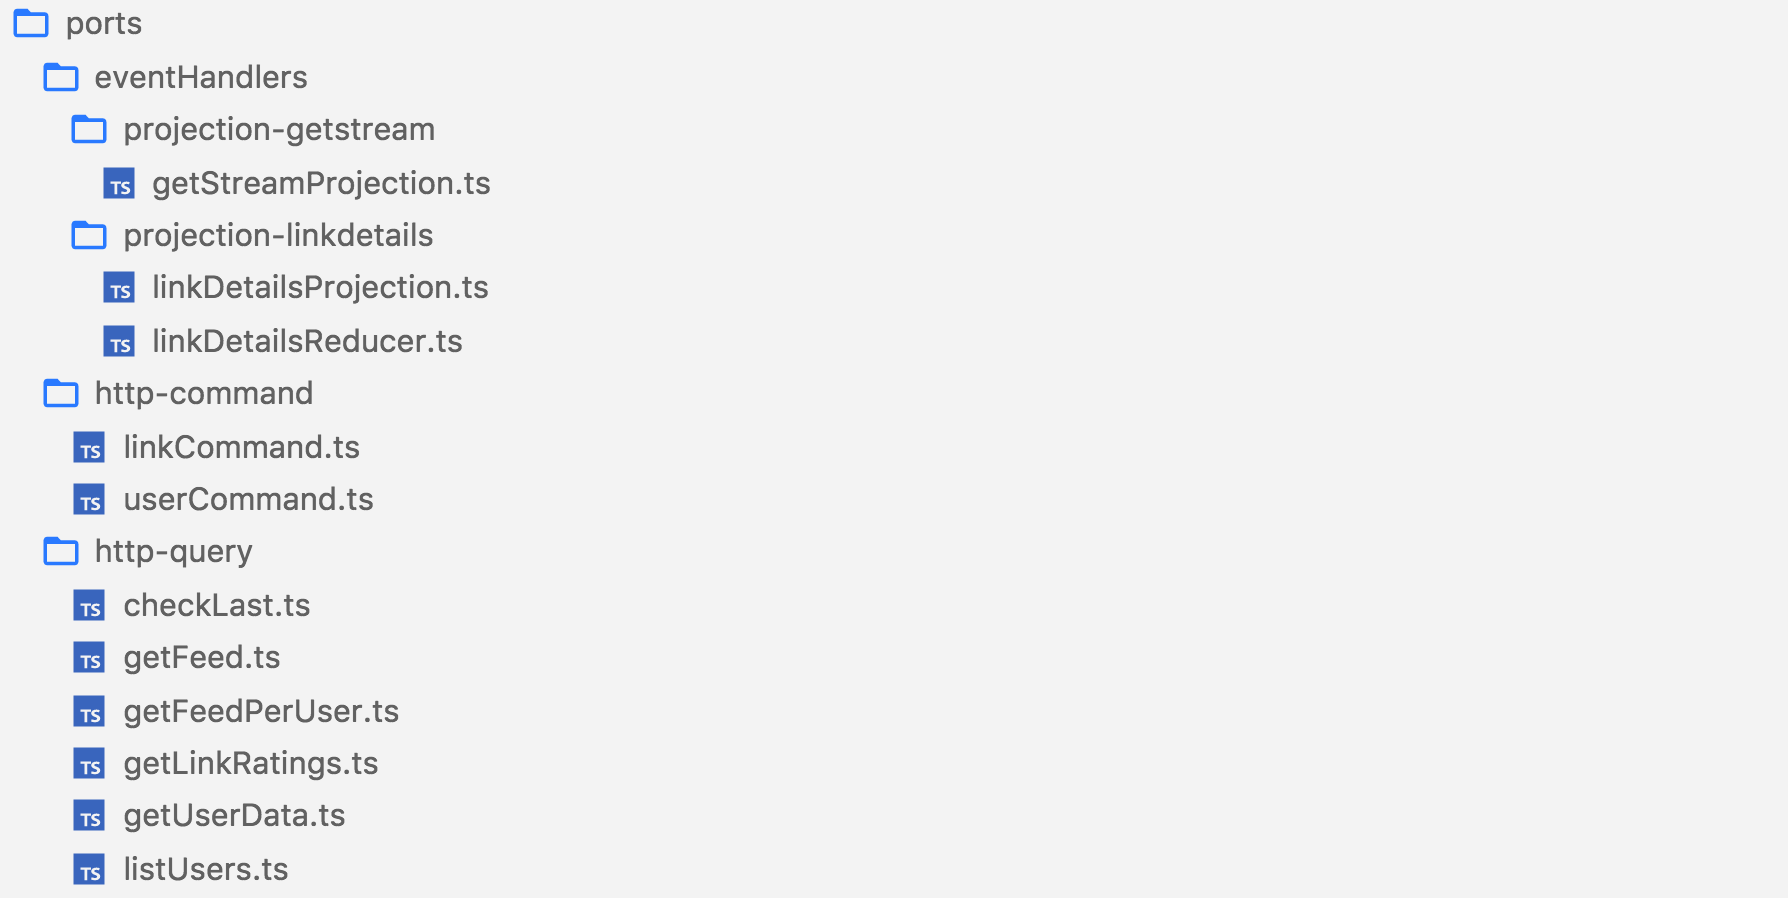 ports
eventHandlers
projection-getstream
TS getStreamProjection.ts
projection-linkdetails
TS linkDetailsProjection.ts
TS linkDetailsReducer.ts
http-command
TS linkCommand.ts
TS userCommand.ts
http-query
TS checkLast.ts
TS getFeed.ts
TS getFeedPerUser.ts
TS getLinkRatings.ts
TS getUserData.ts
TS listUsers.ts